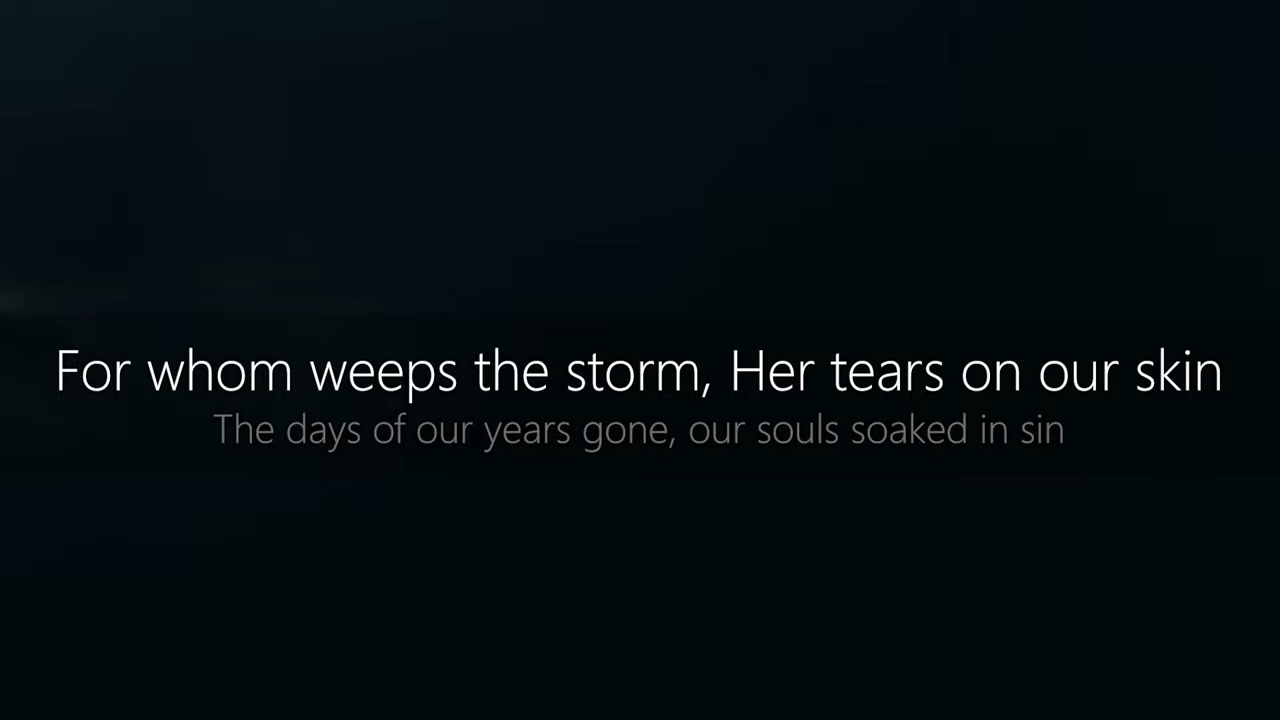 For whom weeps the storm, Her tears on our skin
The days of our years gone, our souls soaked in sin